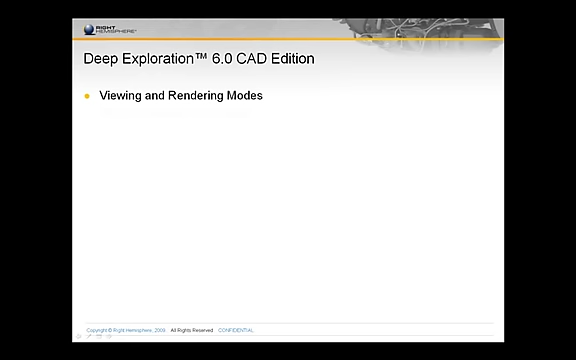 RIGHT
HEMISPHERE
Deep Exploration™ 6.0 CAD Edition
Viewing and Rendering Modes
Copyright © Right Hemisphere, 2009. All Rights Reserved CONFIDENTIAL